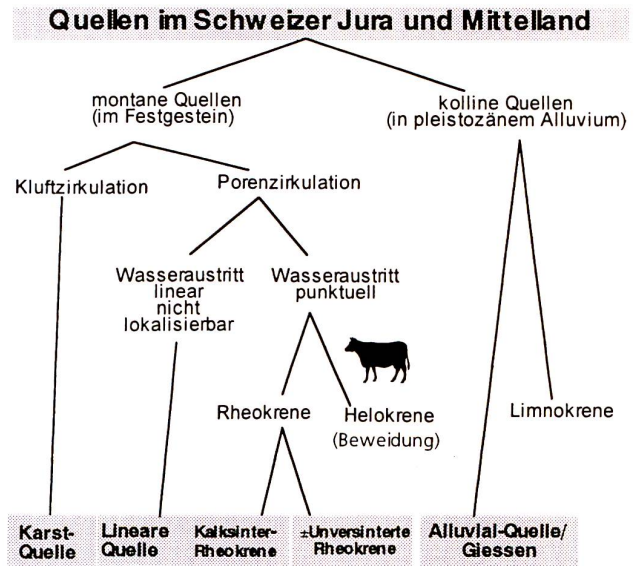 Quellen im Schweizer Jura und Mittelland
montane Quellen
(im Festgestein)
kolline Quellen
(in pleistozänem Alluvium)
Kluftzirkulation
Porenzirkulation
Wasseraustritt
linear
nicht
lokalisierbar
Wasseraustritt
punktuell
Rheokrene
Helokrene
(Beweidung)
Limnokrene
Karst-
Quelle
Lineare
Quelle
Kalksinter-
Rheokrene
±Unversinterte
Rheokrene
Alluvial-Quelle/
Giessen